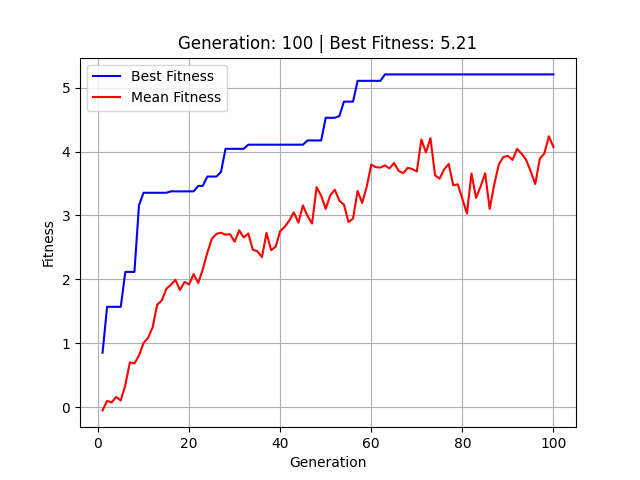 Generation: 100 | Best Fitness: 5.21
Best Fitness
Mean Fitness
5
4
3
2
1
0
Fitness
0 20 40 60 80 100
Generation